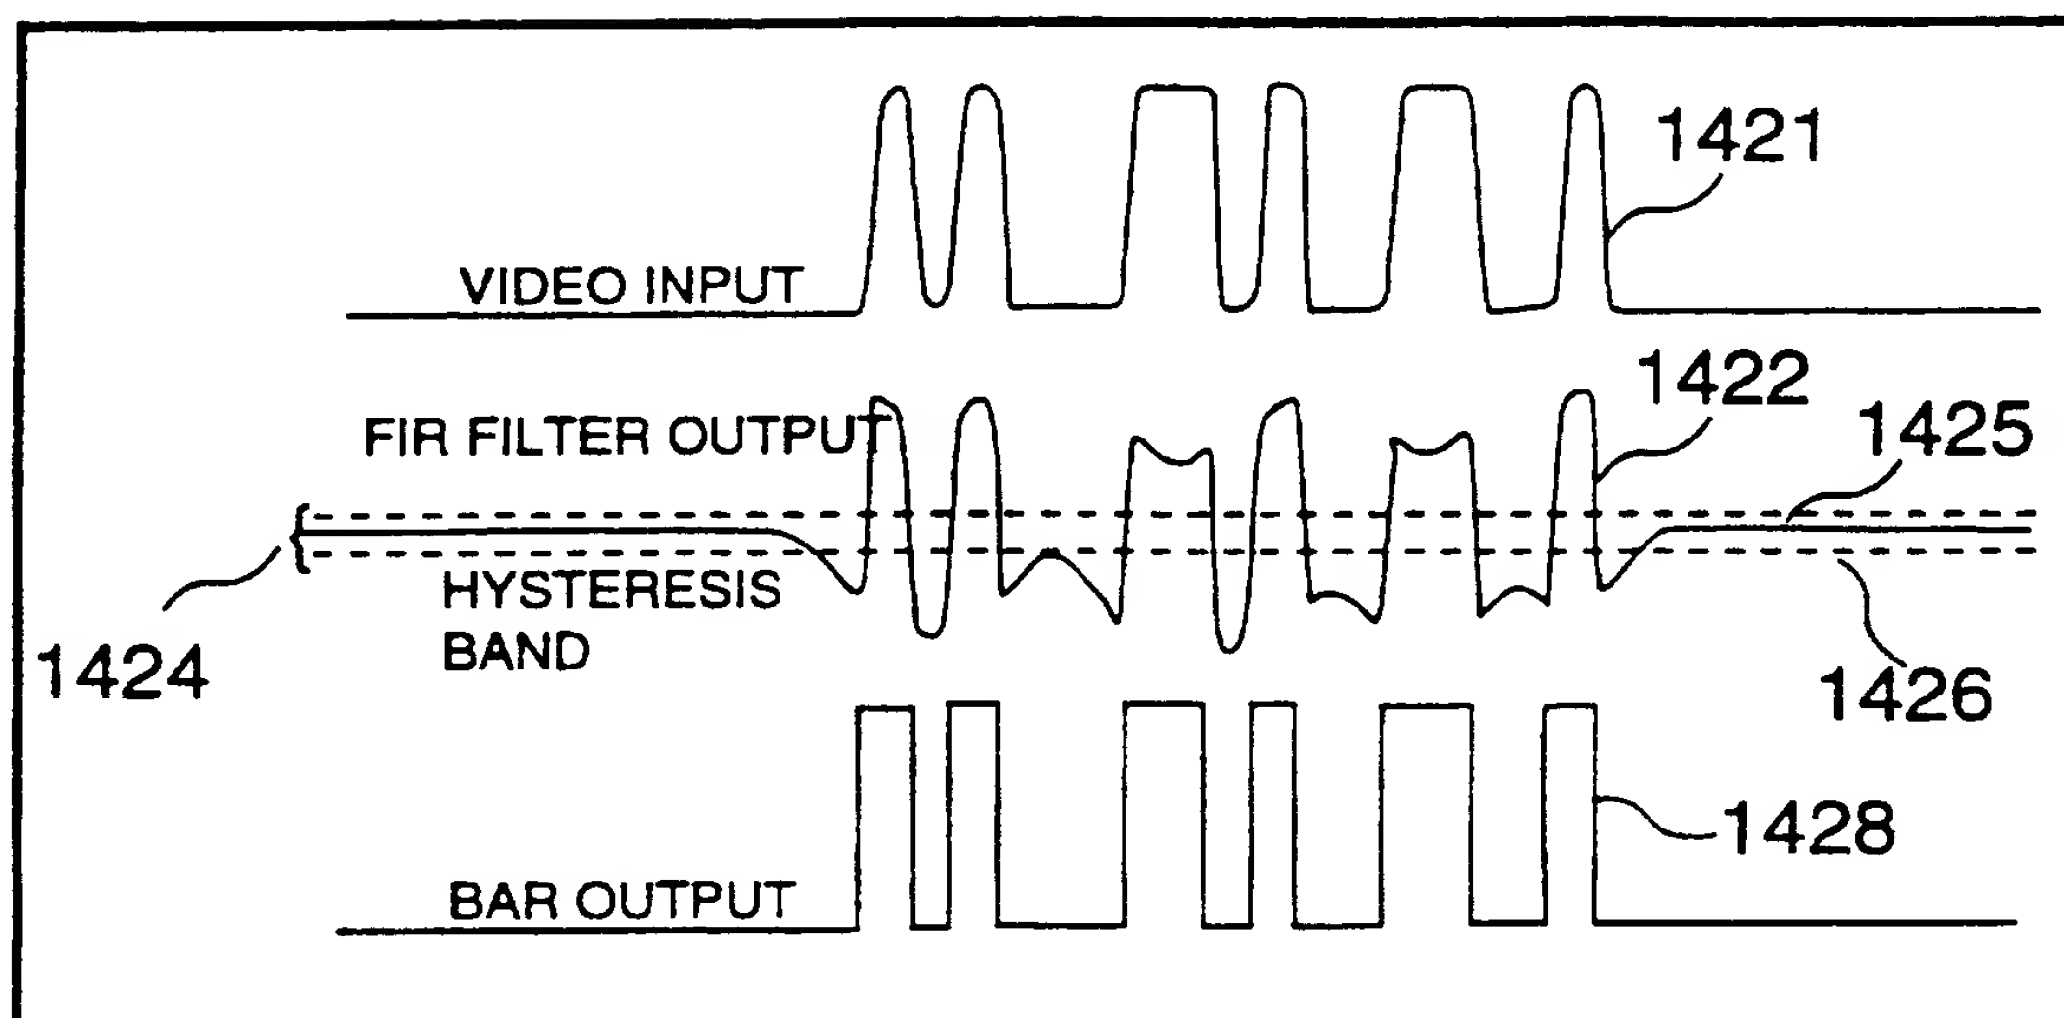 1421
VIDEO INPUT
1422
1425
FIR FILTER OUTPUT
HYSTERESIS
BAND
1424
1426
1428
BAR OUTPUT